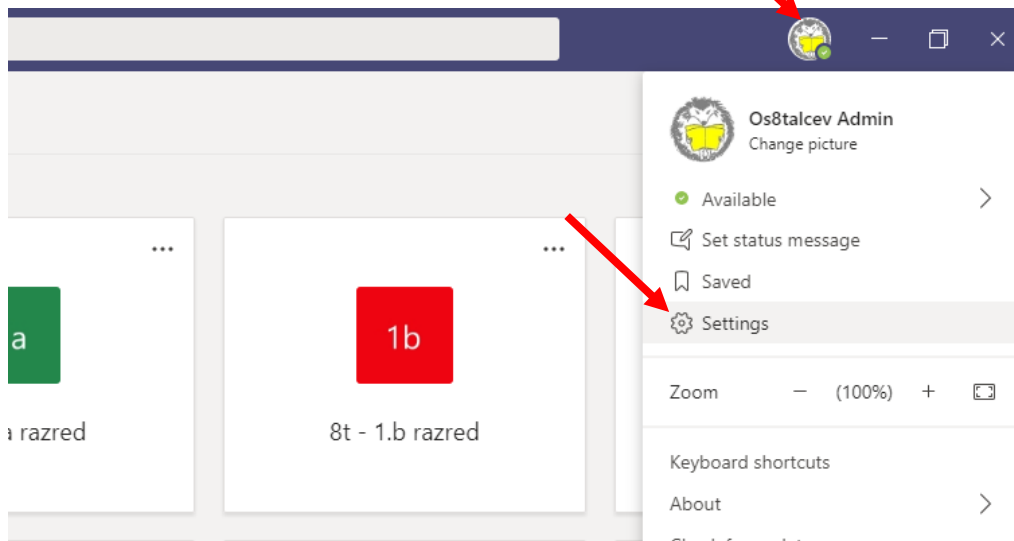 Os8talcev Admin
Change picture
Available
Set status message
Saved
Settings
Zoom − (100%) +
Keyboard shortcuts
About
...
a
a razred
...
1b
8t - 1.b razred